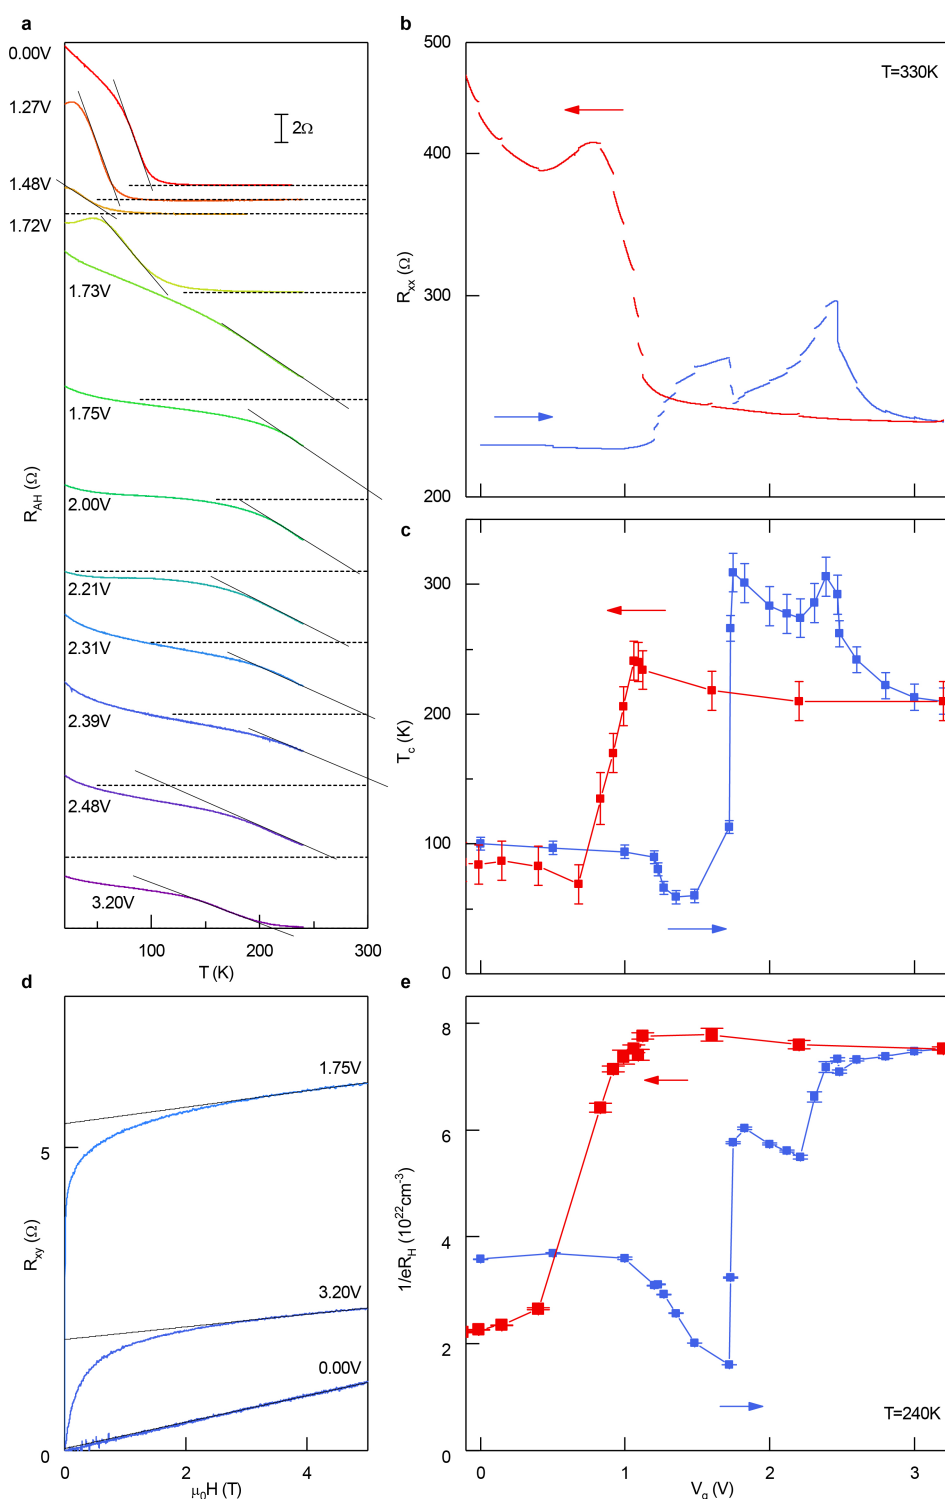 a
0.00V
1.27V
1.48V
1.72V
1.73V
1.75V
2.00V
2.21V
2.31V
2.39V
2.48V
3.20V
2Ω
R_AH (Ω)
100 200 300
T (K)
b
500
400
300
200
R_xx (Ω)
T=330K
c
300
200
100
0
T_c (K)
d
5
0
R_xy (Ω)
1.75V
3.20V
0.00V
0 2 4
μ₀H (T)
e
8
6
4
2
0
1/eR_H (10²²cm⁻³)
T=240K
0 1 2 3
V_g (V)